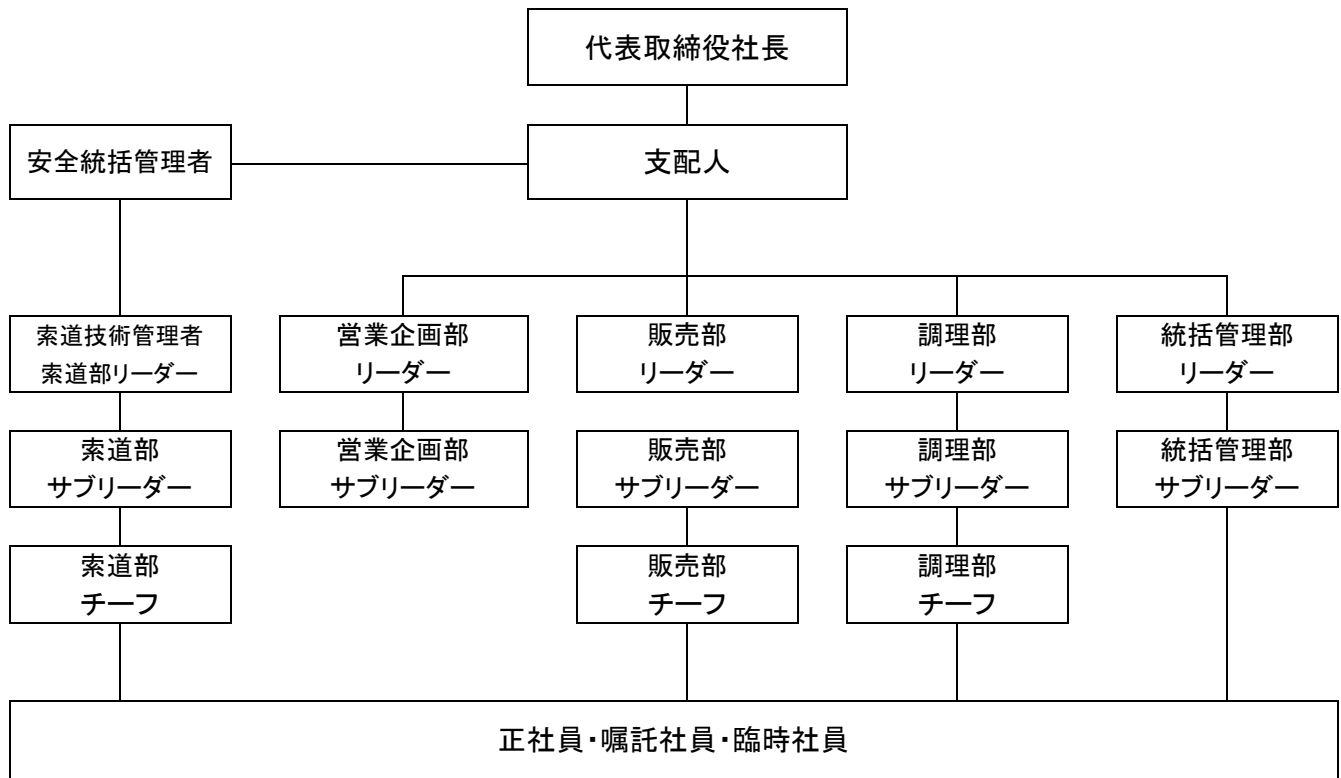 代表取締役社長
安全統括管理者
支配人
索道技術管理者
索道部リーダー
営業企画部
リーダー
販売部
リーダー
調理部
リーダー
統括管理部
リーダー
索道部
サブリーダー
営業企画部
サブリーダー
販売部
サブリーダー
調理部
サブリーダー
統括管理部
サブリーダー
索道部
チーフ
販売部
チーフ
調理部
チーフ
正社員・嘱託社員・臨時社員